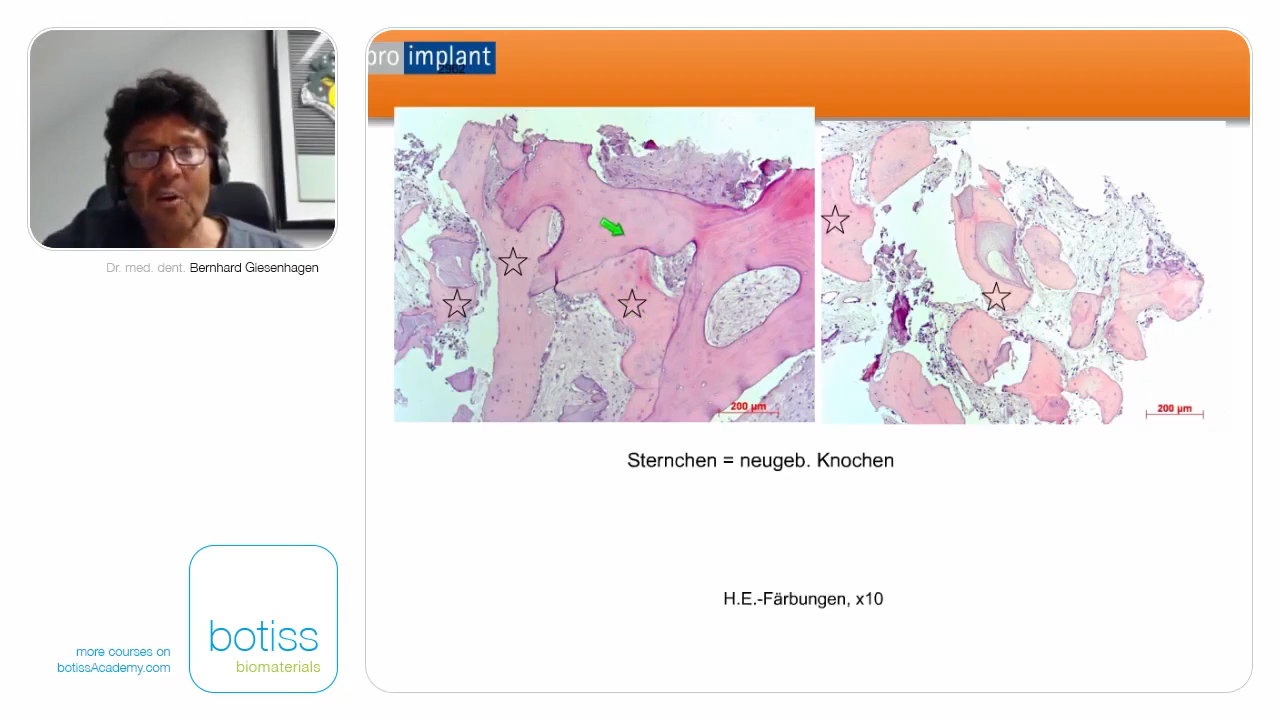 pro implant
Dr. med. dent. Bernhard Giesenhagen
200 µm
200 µm
Sternchen = neugeb. Knochen
H.E.-Färbungen, x10
botiss
biomaterials
more courses on
botissAcademy.com